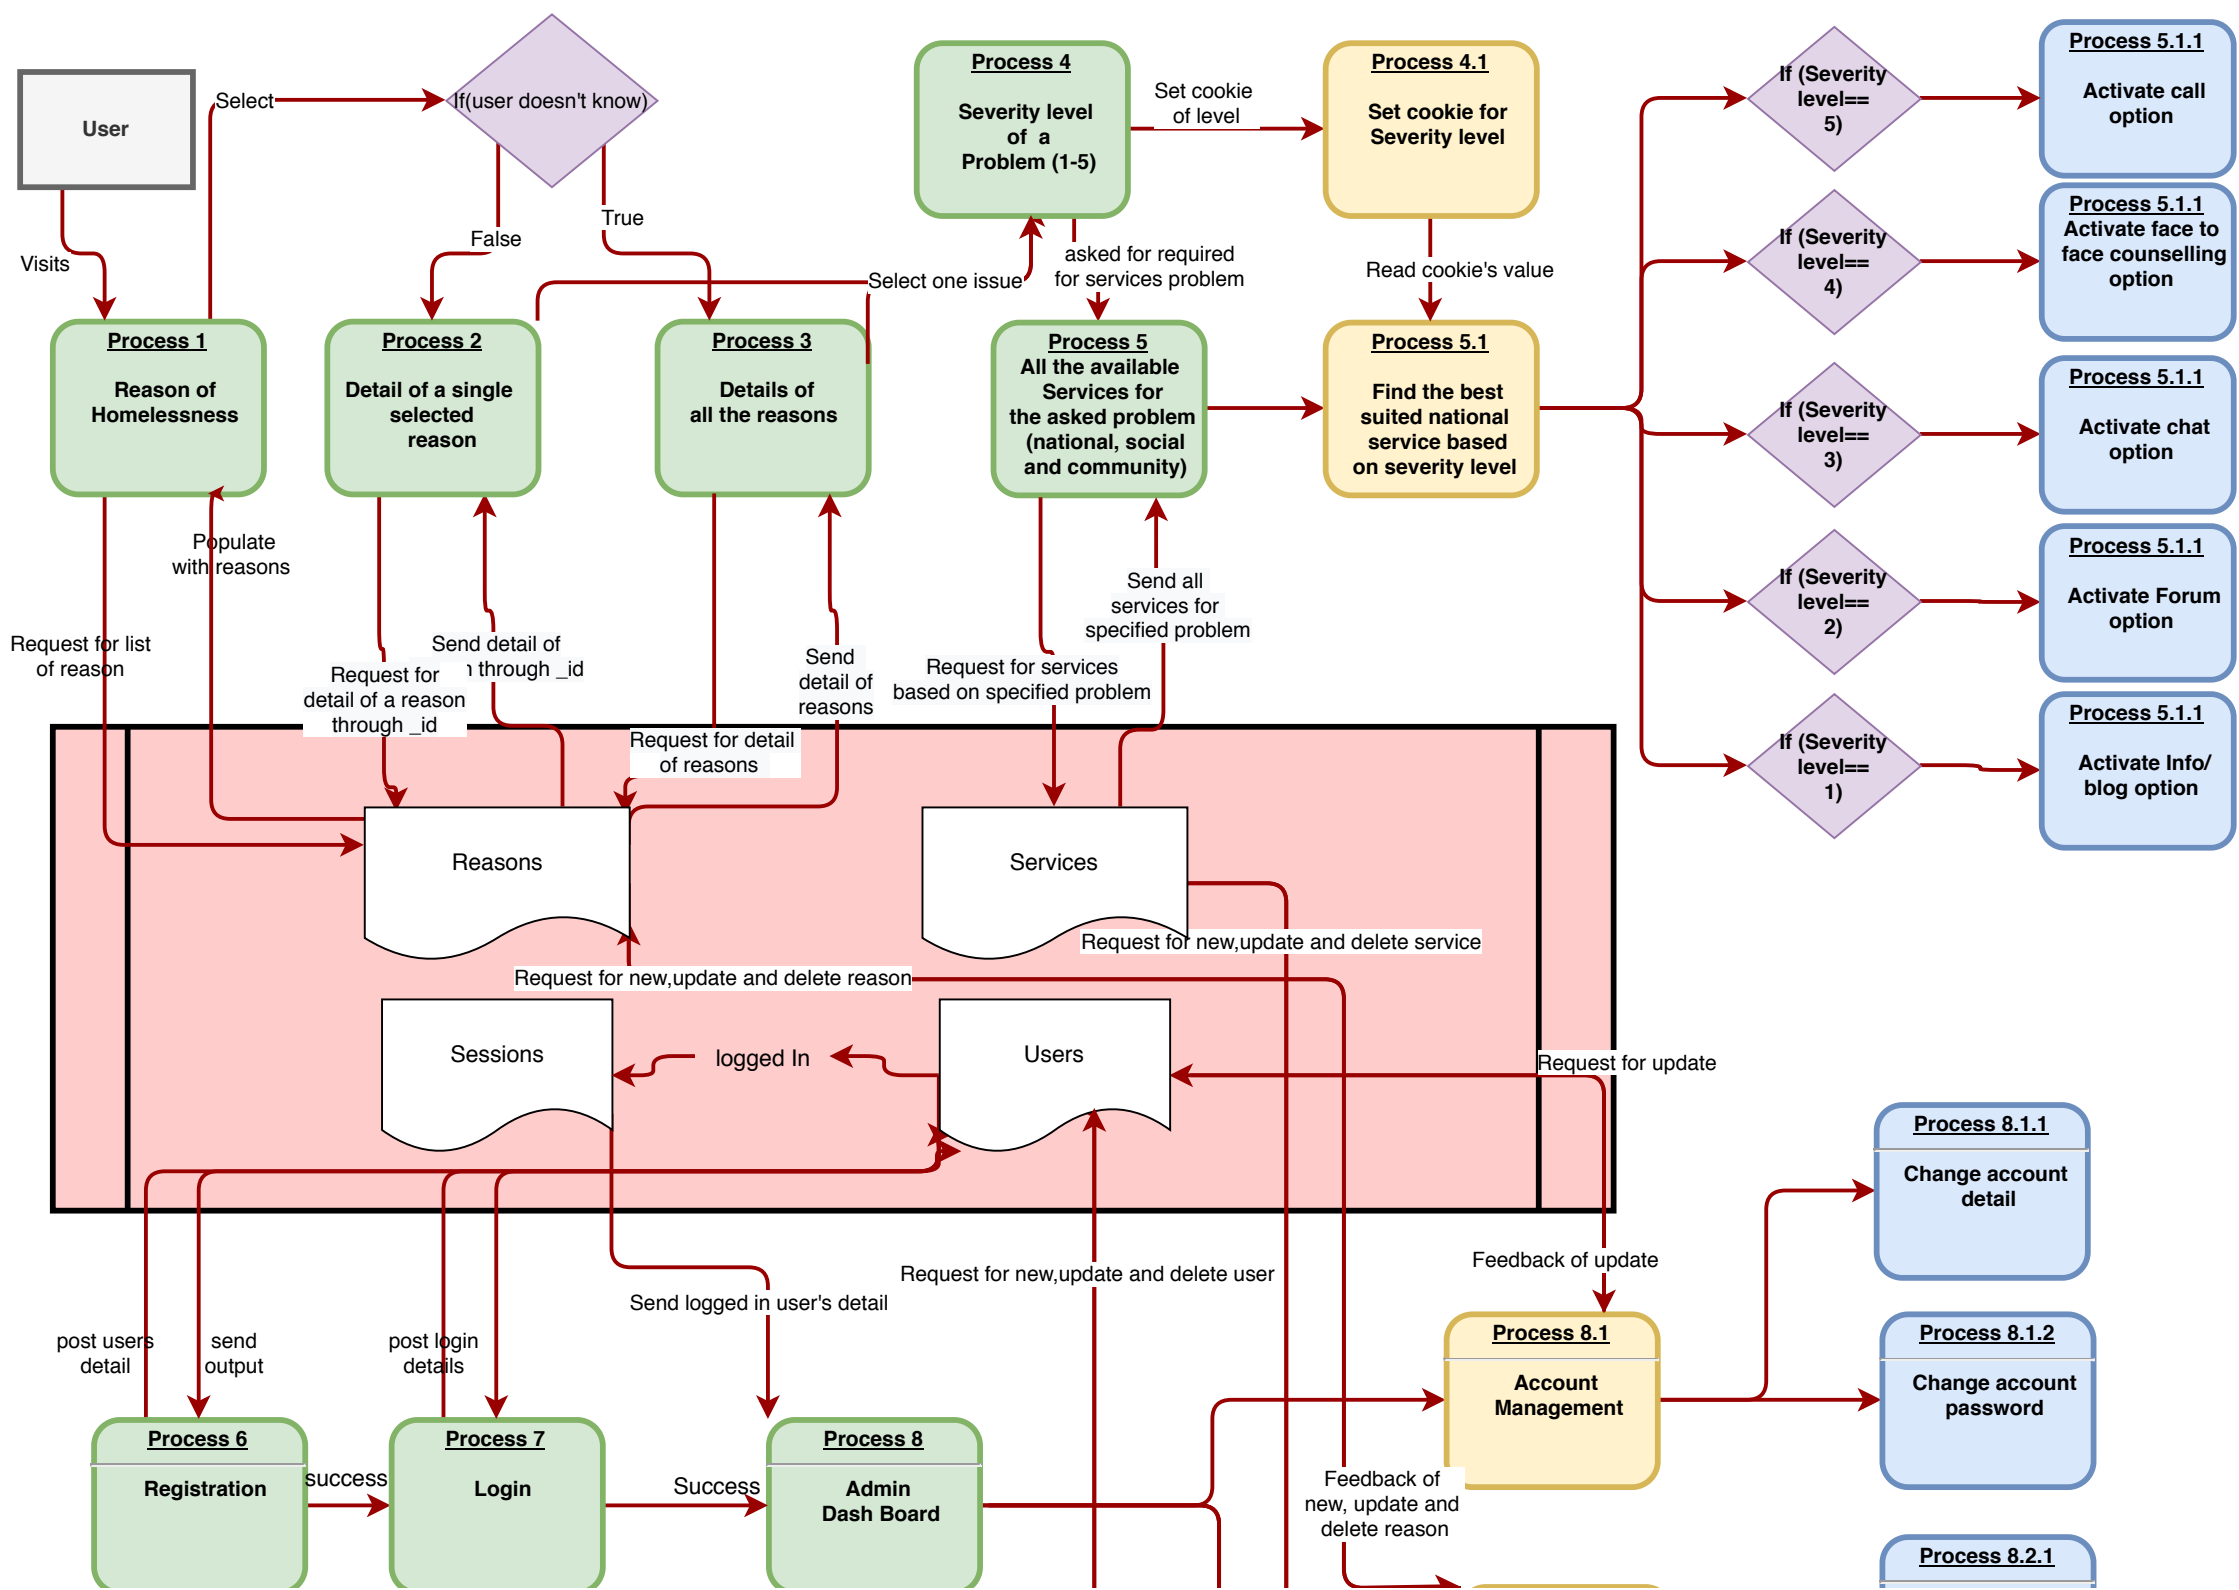 User
Visits
Select
If(user doesn't know)
False
True
Process 1
Reason of
Homelessness
Process 2
Detail of a single
selected
reason
Process 3
Details of
all the reasons
Select one issue
Process 4
Severity level
of a
Problem (1-5)
Set cookie
of level
Process 4.1
Set cookie for
Severity level
asked for required
for services problem
Read cookie's value
Process 5
All the available
Services for
the asked problem
(national, social
and community)
Process 5.1
Find the best
suited national
service based
on severity level
If (Severity
level==
5)
Process 5.1.1
Activate call
option
If (Severity
level==
4)
Process 5.1.1
Activate face to
face counselling
option
If (Severity
level==
3)
Process 5.1.1
Activate chat
option
If (Severity
level==
2)
Process 5.1.1
Activate Forum
option
If (Severity
level==
1)
Process 5.1.1
Activate Info/
blog option
Populate
with reasons
Request for list
of reason
Request for
detail of a reason
through _id
Send detail of
through _id
Request for detail
of reasons
Send
detail of
reasons
Request for services
based on specified problem
Send all
services for
specified problem
Reasons
Services
Request for new,update and delete service
Request for new,update and delete reason
Sessions
logged In
Users
Request for update
Request for new,update and delete user
Feedback of update
Send logged in user's detail
post users
detail
send
output
post login
details
Process 6
Registration
success
Process 7
Login
Success
Process 8
Admin
Dash Board
Process 8.1
Account
Management
Process 8.1.1
Change account
detail
Process 8.1.2
Change account
password
Feedback of
new, update and
delete reason
Process 8.2.1